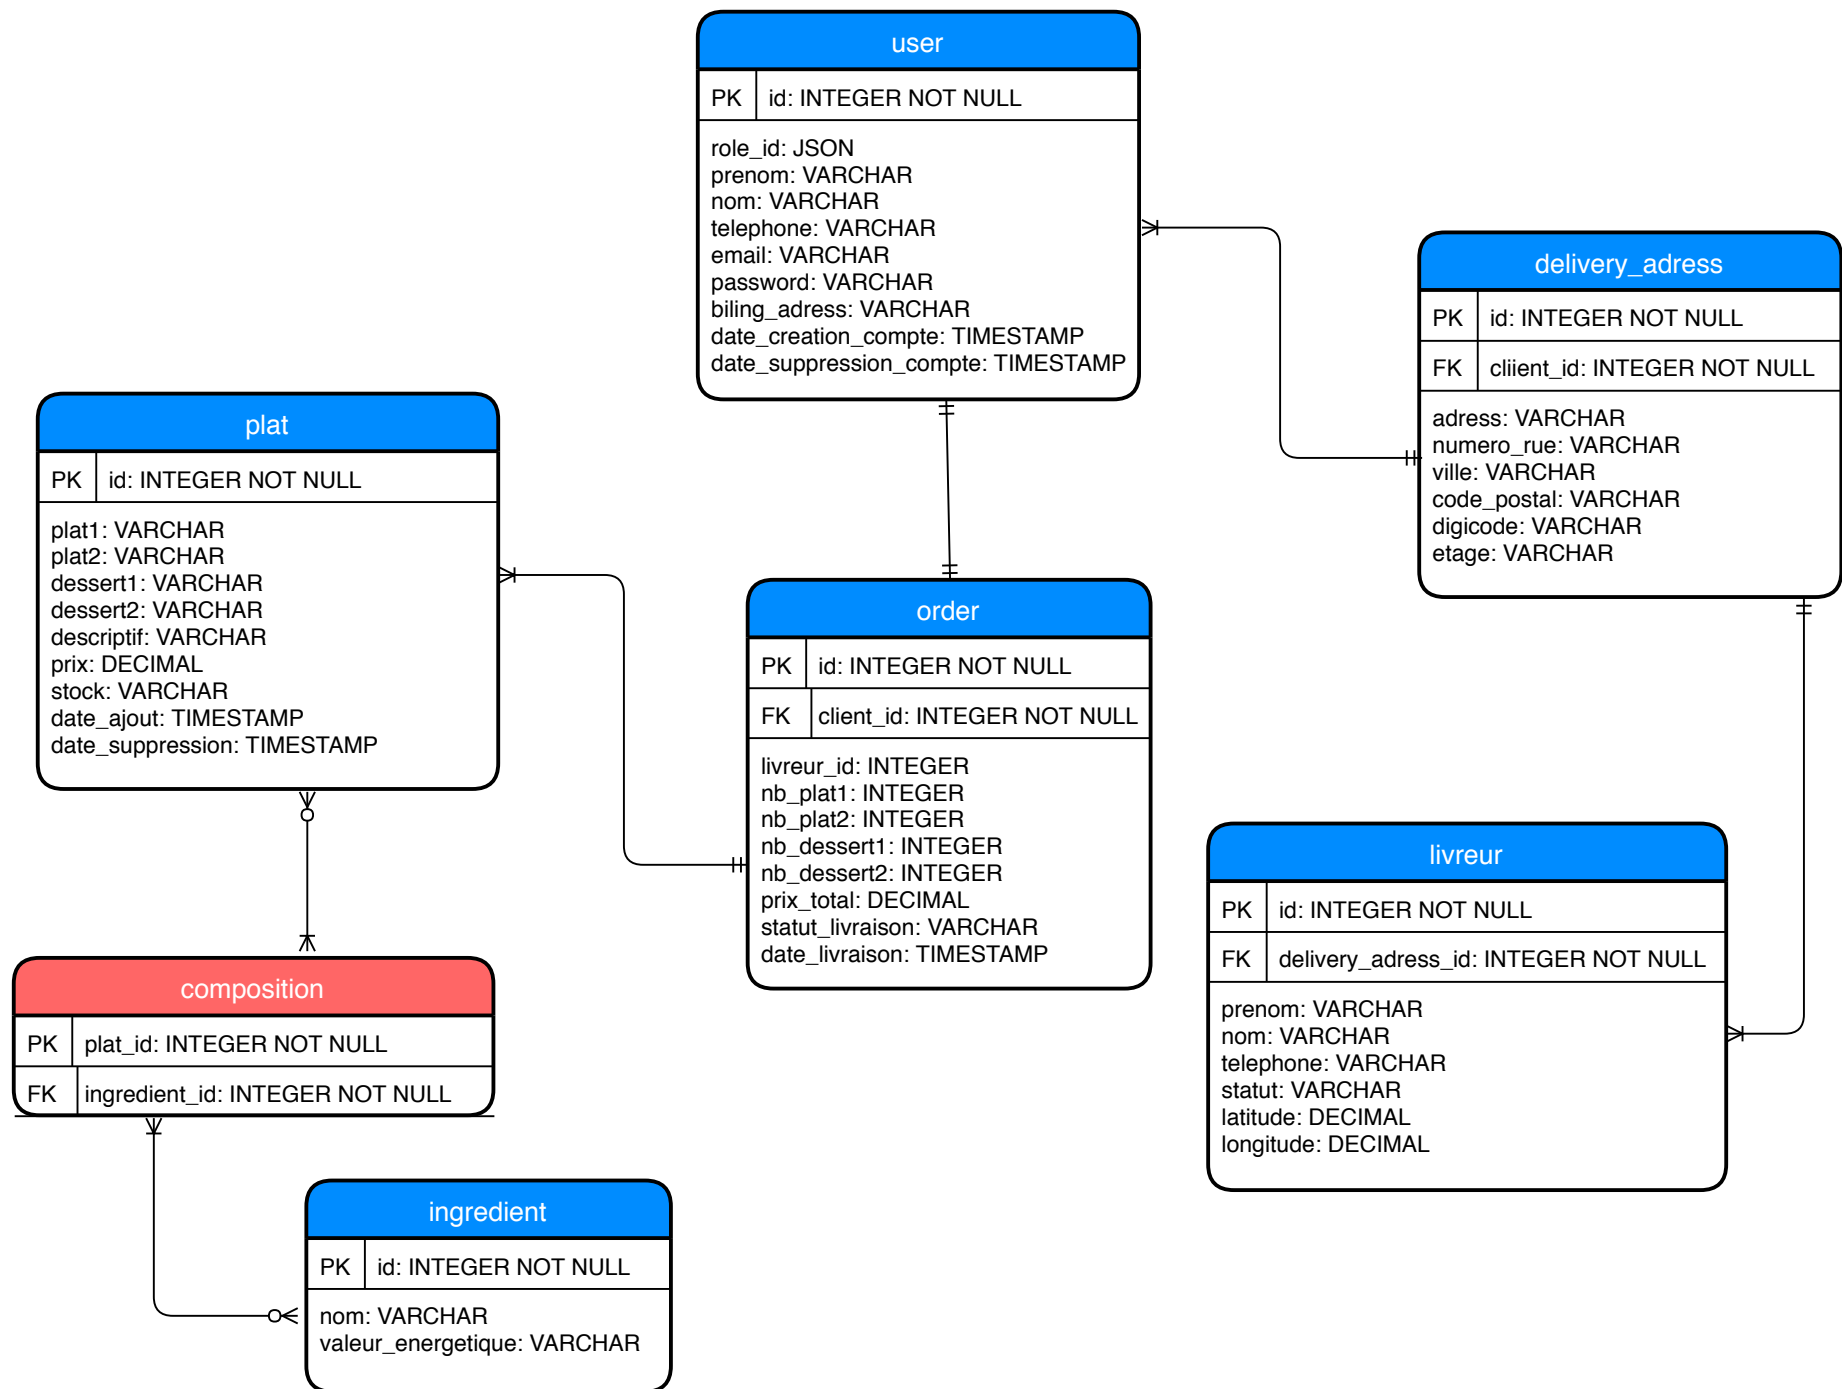 user
PK id: INTEGER NOT NULL
role_id: JSON
prenom: VARCHAR
nom: VARCHAR
telephone: VARCHAR
email: VARCHAR
password: VARCHAR
biling_adress: VARCHAR
date_creation_compte: TIMESTAMP
date_suppression_compte: TIMESTAMP
delivery_adress
PK id: INTEGER NOT NULL
FK cliient_id: INTEGER NOT NULL
adress: VARCHAR
numero_rue: VARCHAR
ville: VARCHAR
code_postal: VARCHAR
digicode: VARCHAR
etage: VARCHAR
plat
PK id: INTEGER NOT NULL
plat1: VARCHAR
plat2: VARCHAR
dessert1: VARCHAR
dessert2: VARCHAR
descriptif: VARCHAR
prix: DECIMAL
stock: VARCHAR
date_ajout: TIMESTAMP
date_suppression: TIMESTAMP
order
PK id: INTEGER NOT NULL
FK client_id: INTEGER NOT NULL
livreur_id: INTEGER
nb_plat1: INTEGER
nb_plat2: INTEGER
nb_dessert1: INTEGER
nb_dessert2: INTEGER
prix_total: DECIMAL
statut_livraison: VARCHAR
date_livraison: TIMESTAMP
livreur
PK id: INTEGER NOT NULL
FK delivery_adress_id: INTEGER NOT NULL
prenom: VARCHAR
nom: VARCHAR
telephone: VARCHAR
statut: VARCHAR
latitude: DECIMAL
longitude: DECIMAL
composition
PK plat_id: INTEGER NOT NULL
FK ingredient_id: INTEGER NOT NULL
ingredient
PK id: INTEGER NOT NULL
nom: VARCHAR
valeur_energetique: VARCHAR